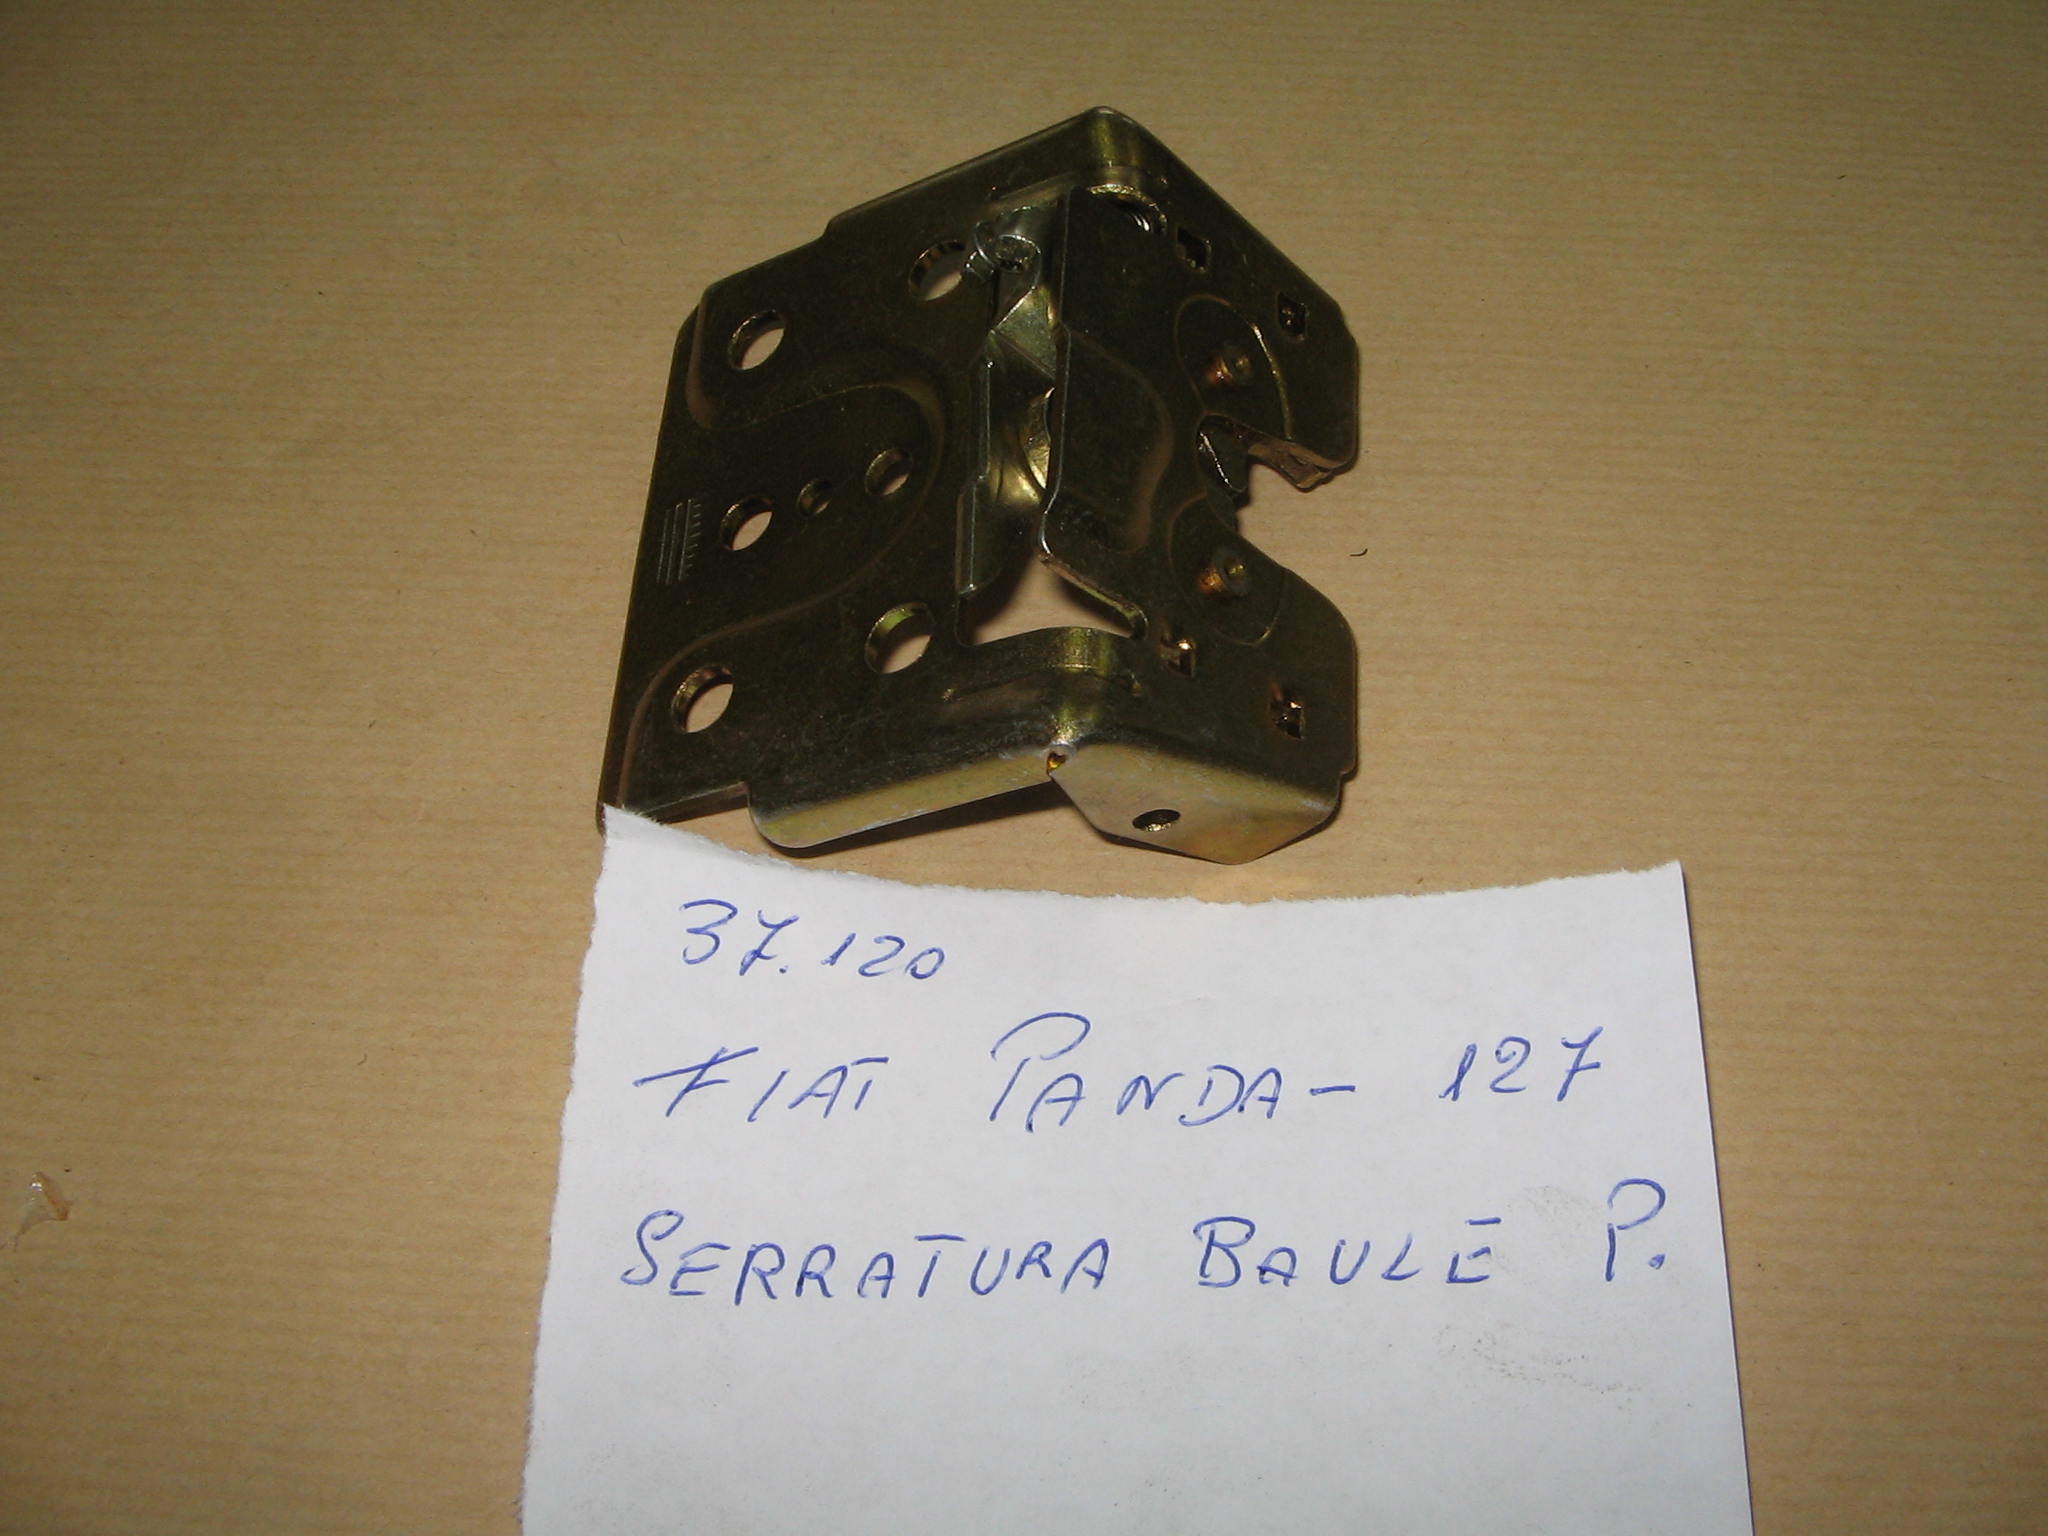 37.120
FIAT PANDA - 127
SERRATURA BAULE P.